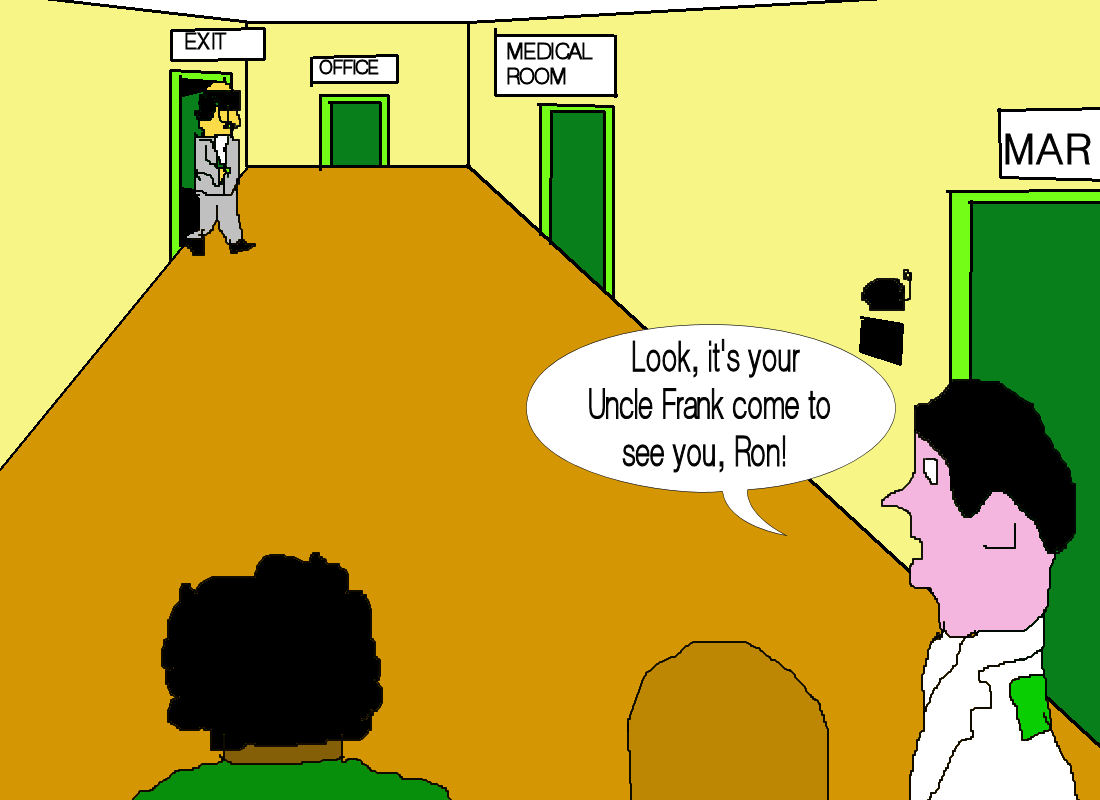 EXIT
OFFICE
MEDICAL
ROOM
MAR
Look, it's your
Uncle Frank come to
see you, Ron!